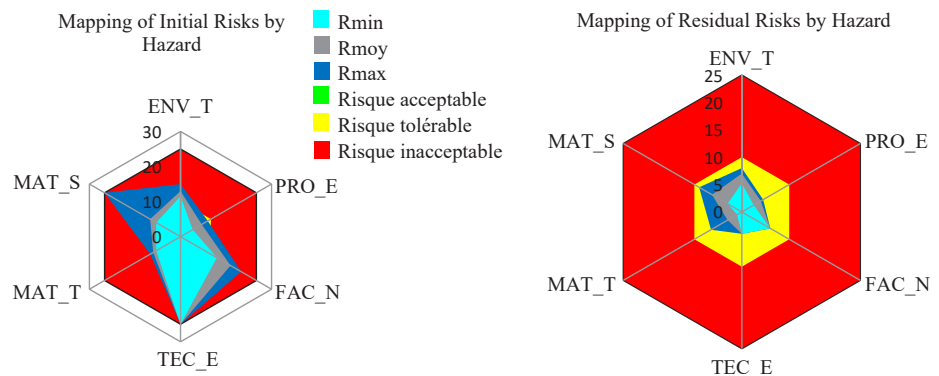 Mapping of Initial Risks by
Hazard
Rmin
Rmoy
Rmax
Risque acceptable
Risque tolérable
Risque inacceptable
ENV_T
30
20
10
0
MAT_S
PRO_E
MAT_T
FAC_N
TEC_E
Mapping of Residual Risks by Hazard
ENV_T
25
20
15
10
5
0
MAT_S
PRO_E
MAT_T
FAC_N
TEC_E